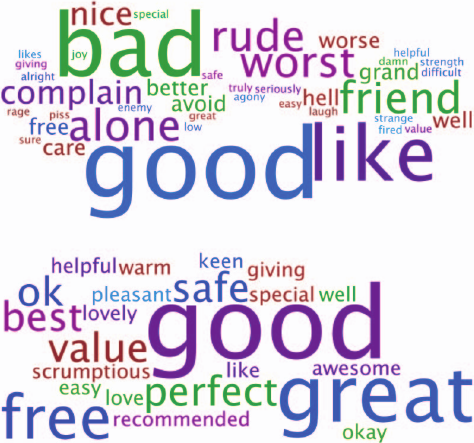 nice special
bad rude worse
likes joy worst helpful
giving safe grand damn strength
alright better truly seriously difficult
complain avoid agony hell friend
rage piss enemy great easy laugh strange well
free alone low fired value
sure care good like
helpful warm keen giving
ok pleasant safe special well
best lovely good
value like awesome
scrumptious perfect great
easy love
free recommended okay